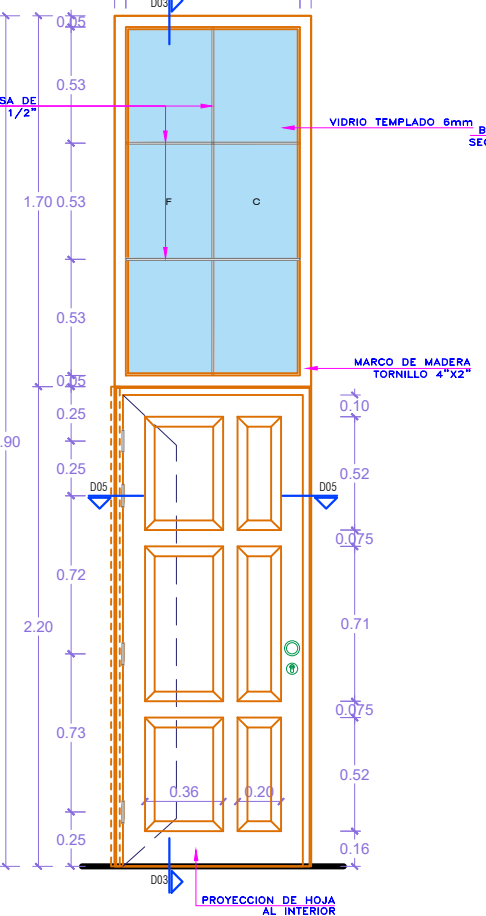 D03
0.05
0.53
SA DE
1/2"
VIDRIO TEMPLADO 6mm
B
SEC
1.70
0.53
F
C
0.53
MARCO DE MADERA
TORNILLO 4"X2"
0.05
0.25
0.10
.90
0.25
0.52
D05
D05
0.075
0.72
2.20
0.71
0.075
0.73
0.36
0.20
0.52
0.25
0.16
D03
PROYECCION DE HOJA
AL INTERIOR